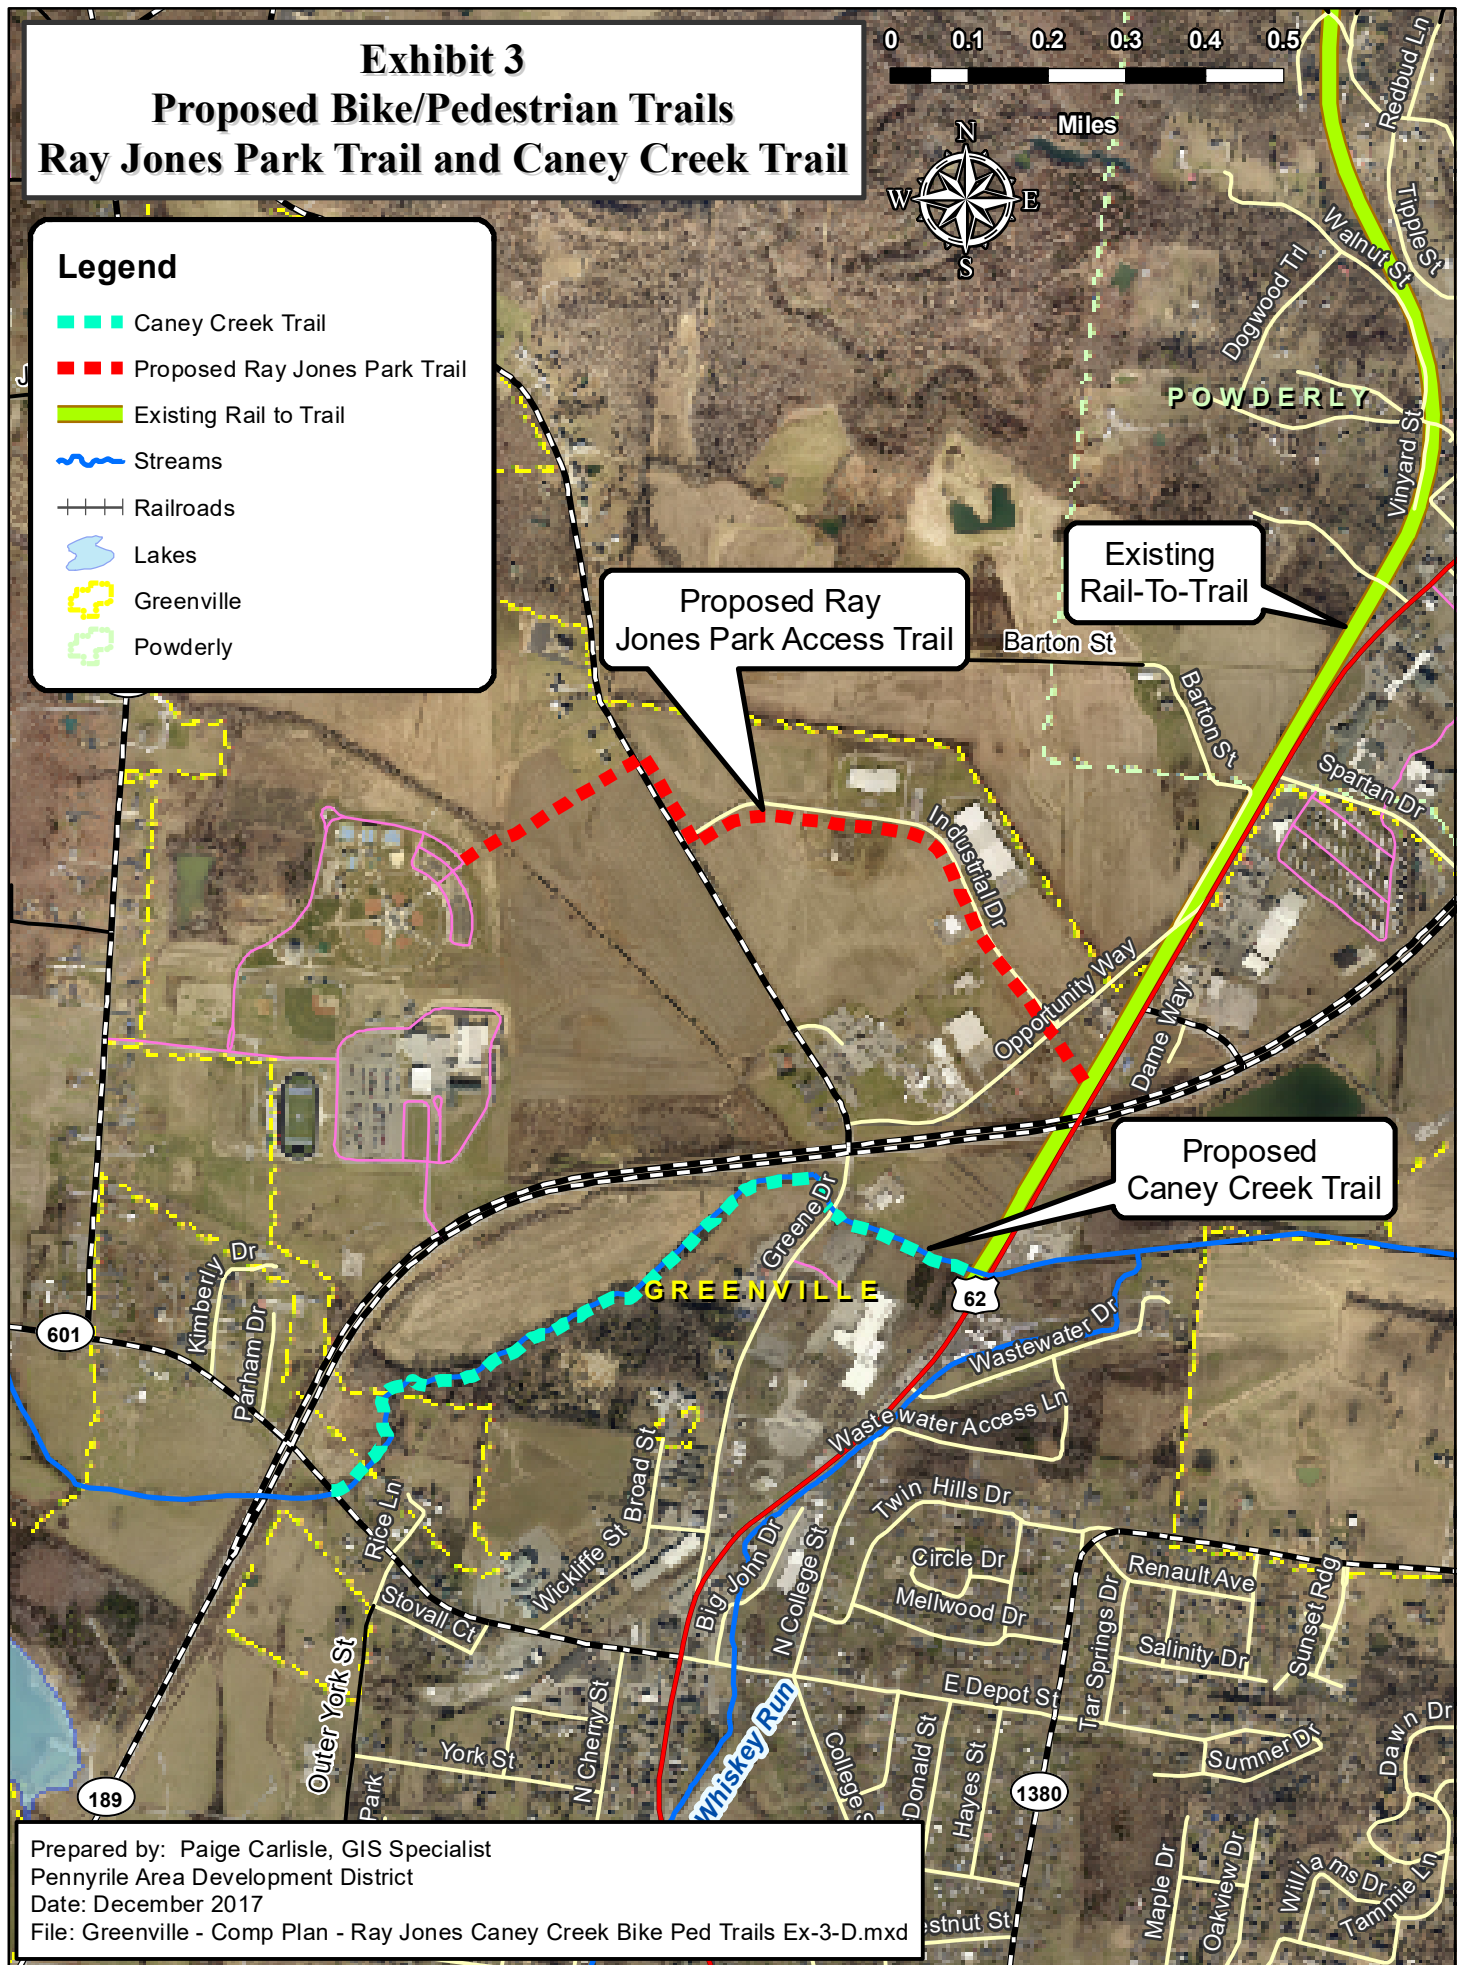 Exhibit 3
Proposed Bike/Pedestrian Trails
Ray Jones Park Trail and Caney Creek Trail
0 0.1 0.2 0.3 0.4 0.5
Miles
N
W E
S
Legend
Caney Creek Trail
Proposed Ray Jones Park Trail
Existing Rail to Trail
Streams
Railroads
Lakes
Greenville
Powderly
Redbud Ln
Tipple St
Walnut St
Dogwood Trl
POWDERLY
Vinyard St
Existing
Rail-To-Trail
Proposed Ray
Jones Park Access Trail
Barton St
Barton St
Spartan Dr
Industrial Dr
Opportunity Way
Dame Way
Proposed
Caney Creek Trail
Greene Dr
GREENVILLE
62
Kimberly Dr
Parham Dr
601
Wastewater Dr
Wastewater Access Ln
Broad St
Rice Ln
Wickliffe St
Stovall Ct
Big John Dr
N College St
Twin Hills Dr
Circle Dr
Mellwood Dr
Renault Ave
Tar Springs Dr
Salinity Dr
Sunset Rdg
Outer York St
E Depot St
Whiskey Run
York St
N Cherry St
Park
College S
Donald St
Hayes St
Sumner Dr
Dawn Dr
189
1380
Maple Dr
Oakview Dr
Williams Dr
Tammie Ln
estnut St
Prepared by: Paige Carlisle, GIS Specialist
Pennyrile Area Development District
Date: December 2017
File: Greenville - Comp Plan - Ray Jones Caney Creek Bike Ped Trails Ex-3-D.mxd